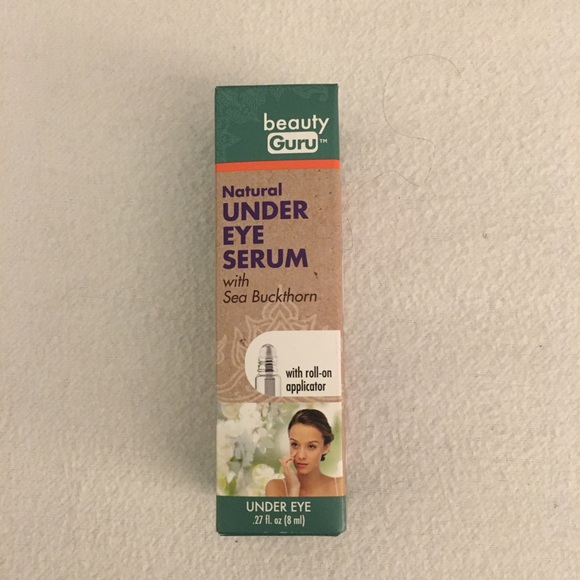 beauty
Guru™
Natural
UNDER
EYE
SERUM
with
Sea Buckthorn
with roll-on
applicator
UNDER EYE
.27 fl. oz (8 ml)